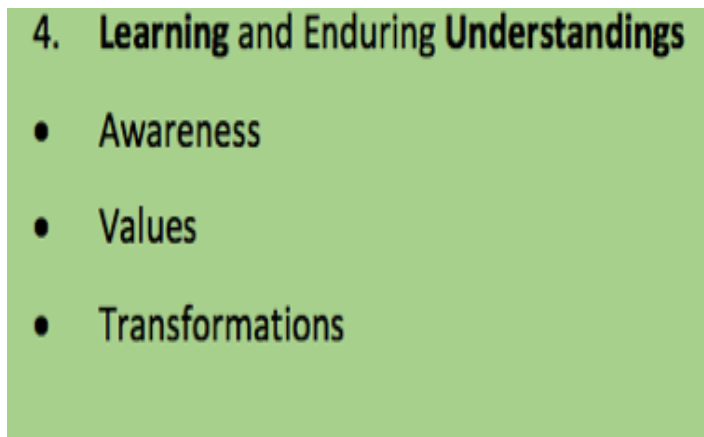 4. Learning and Enduring Understandings
• Awareness
• Values
• Transformations